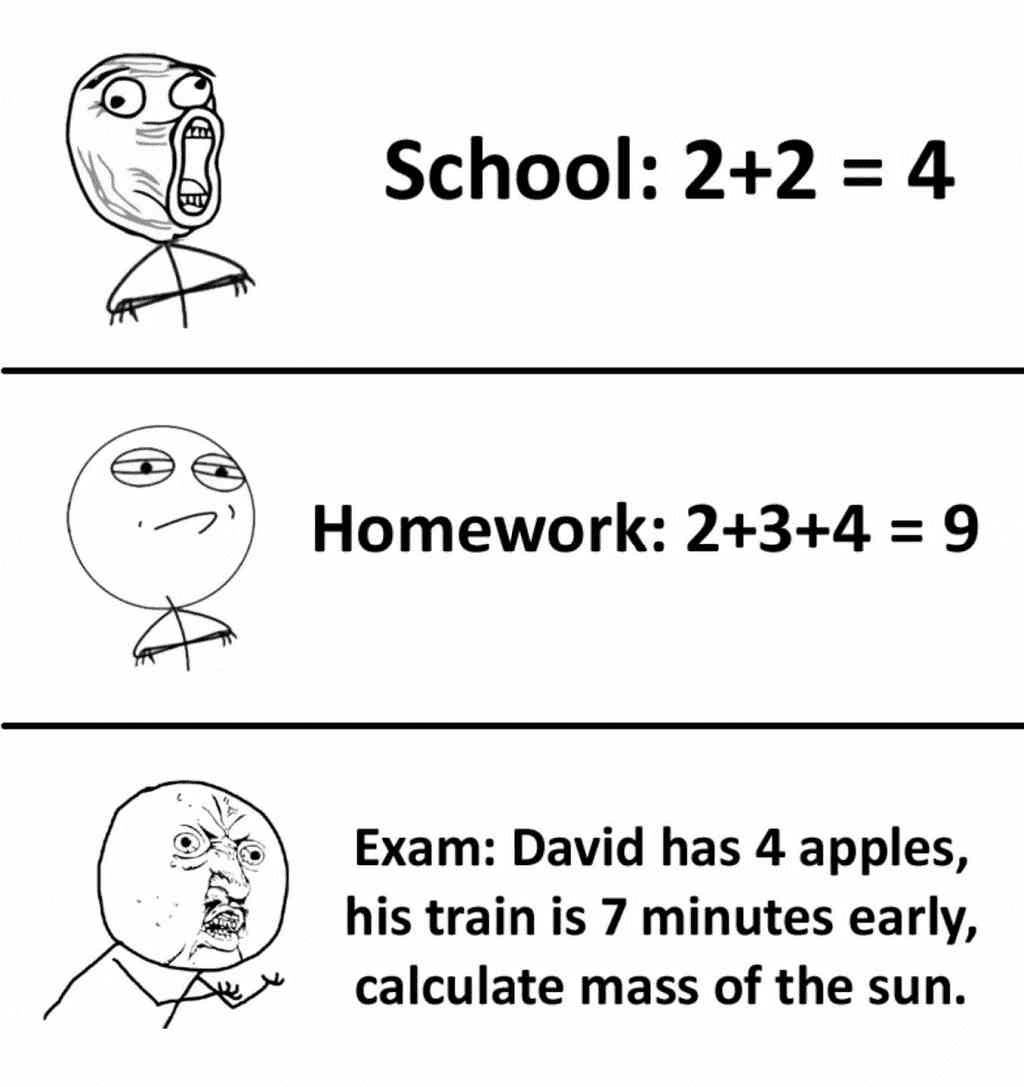 School: 2+2 = 4
Homework: 2+3+4 = 9
Exam: David has 4 apples,
his train is 7 minutes early,
calculate mass of the sun.